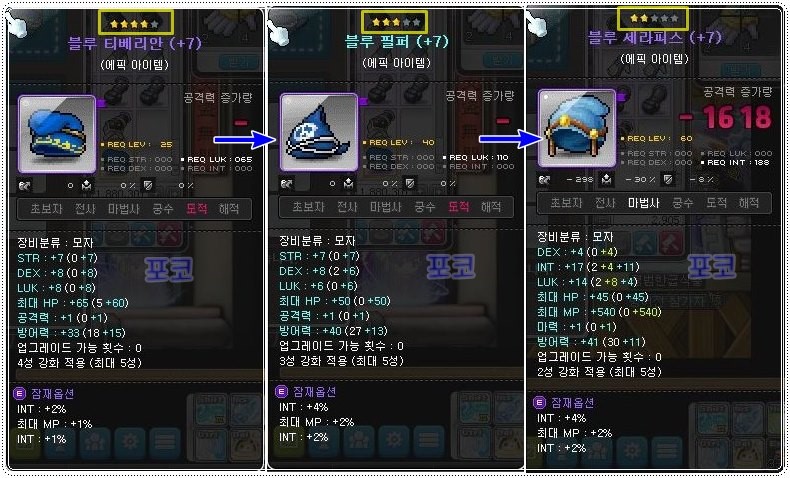 블루 티베리안 (+7)
(에픽 아이템)
공격력 증가량
-
REQ LEV : 25
REQ STR : 000
REQ LUK : 065
REQ DEX : 000
REQ INT : 000
0
0 %
0 %
초보자 전사 마법사 궁수 도적 해적
장비분류 : 모자
STR : +7 (0 +7)
DEX : +8 (0 +8)
LUK : +8 (0 +8)
최대 HP : +65 (5 +60)
공격력 : +1 (0 +1)
방어력 : +33 (18 +15)
업그레이드 가능 횟수 : 0
4성 강화 적용 (최대 5성)
포코
E 잠재옵션
INT : +2%
최대 MP : +1%
INT : +1%
블루 필퍼 (+7)
(에픽 아이템)
공격력 증가량
-
REQ LEV : 40
REQ STR : 000
REQ LUK : 110
REQ DEX : 000
REQ INT : 000
0
0 %
0 %
초보자 전사 마법사 궁수 도적 해적
장비분류 : 모자
STR : +7 (0 +7)
DEX : +8 (2 +6)
LUK : +6 (0 +6)
최대 HP : +50 (0 +50)
공격력 : +1 (0 +1)
방어력 : +40 (27 +13)
업그레이드 가능 횟수 : 0
3성 강화 적용 (최대 5성)
포코
E 잠재옵션
INT : +4%
최대 MP : +2%
INT : +2%
블루 세라피스 (+7)
(에픽 아이템)
공격력 증가량
-1618
REQ LEV : 60
REQ STR : 000
REQ LUK : 000
REQ DEX : 000
REQ INT : 188
-298
-30 %
-8 %
초보자 전사 마법사 궁수 도적 해적
장비분류 : 모자
DEX : +4 (0 +4)
INT : +17 (2 +4 +11)
LUK : +14 (2 +8 +4)
최대 HP : +45 (0 +45)
최대 MP : +540 (0 +540)
마력 : +1 (0 +1)
방어력 : +41 (30 +11)
업그레이드 가능 횟수 : 0
2성 강화 적용 (최대 5성)
포코
E 잠재옵션
INT : +4%
최대 MP : +2%
INT : +2%